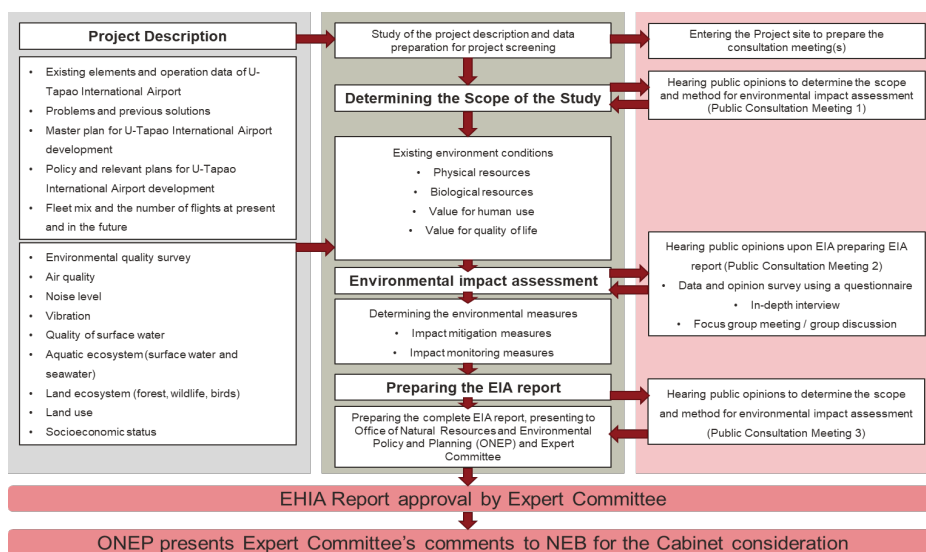 Project Description
• Existing elements and operation data of U-
Tapao International Airport
• Problems and previous solutions
• Master plan for U-Tapao International Airport
development
• Policy and relevant plans for U-Tapao
International Airport development
• Fleet mix and the number of flights at present
and in the future
• Environmental quality survey
• Air quality
• Noise level
• Vibration
• Quality of surface water
• Aquatic ecosystem (surface water and
seawater)
• Land ecosystem (forest, wildlife, birds)
• Land use
• Socioeconomic status
Study of the project description and data
preparation for project screening
Determining the Scope of the Study
Existing environment conditions
• Physical resources
• Biological resources
• Value for human use
• Value for quality of life
Environmental impact assessment
Determining the environmental measures
• Impact mitigation measures
• Impact monitoring measures
Preparing the EIA report
Preparing the complete EIA report, presenting to
Office of Natural Resources and Environmental
Policy and Planning (ONEP) and Expert
Committee
Entering the Project site to prepare the
consultation meeting(s)
Hearing public opinions to determine the scope
and method for environmental impact assessment
(Public Consultation Meeting 1)
Hearing public opinions upon EIA preparing EIA
report (Public Consultation Meeting 2)
• Data and opinion survey using a questionnaire
• In-depth interview
• Focus group meeting / group discussion
Hearing public opinions to determine the scope
and method for environmental impact assessment
(Public Consultation Meeting 3)
EHIA Report approval by Expert Committee
ONEP presents Expert Committee's comments to NEB for the Cabinet consideration